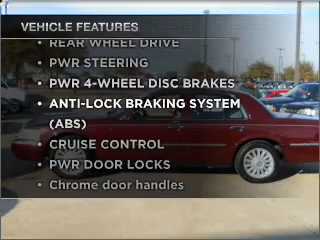 VEHICLE FEATURES
• REAR WHEEL DRIVE
• PWR STEERING
• PWR 4-WHEEL DISC BRAKES
• ANTI-LOCK BRAKING SYSTEM
(ABS)
• CRUISE CONTROL
• PWR DOOR LOCKS
• Chrome door handles